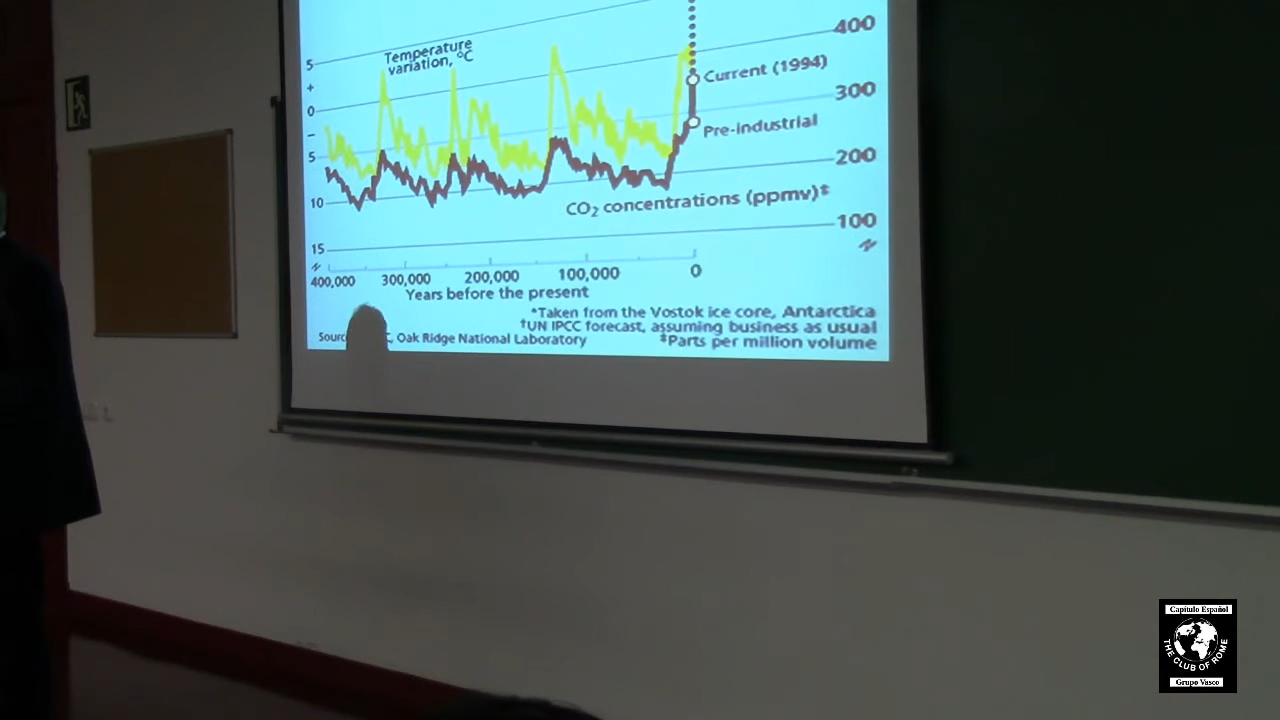 400
Temperature
variation, °C
5
+
0
–
5
10
15
Current (1994)
300
Pre-industrial
200
CO₂ concentrations (ppmv)‡
100
400,000 300,000 200,000 100,000 0
Years before the present
*Taken from the Vostok ice core, Antarctica
†UN IPCC forecast, assuming business as usual
Oak Ridge National Laboratory
‡Parts per million volume
Capítulo Español
THE CLUB OF ROME
Grupo Vasco